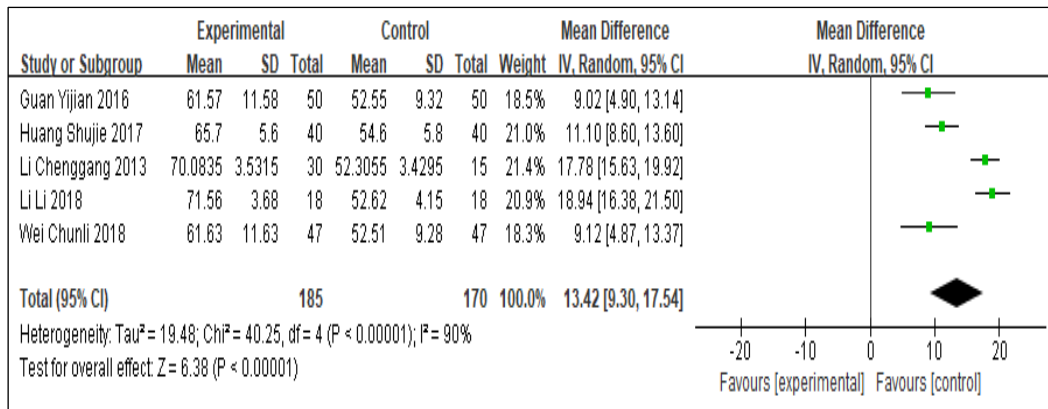 Experimental Control Mean Difference Mean Difference
Study or Subgroup Mean SD Total Mean SD Total Weight IV, Random, 95% CI IV, Random, 95% CI
Guan Yijian 2016 61.57 11.58 50 52.55 9.32 50 18.5% 9.02 [4.90, 13.14]
Huang Shujie 2017 65.7 5.6 40 54.6 5.8 40 21.0% 11.10 [8.60, 13.60]
Li Chenggang 2013 70.0835 3.5315 30 52.3055 3.4295 15 21.4% 17.78 [15.63, 19.92]
Li Li 2018 71.56 3.68 18 52.62 4.15 18 20.9% 18.94 [16.38, 21.50]
Wei Chunli 2018 61.63 11.63 47 52.51 9.28 47 18.3% 9.12 [4.87, 13.37]
Total (95% CI) 185 170 100.0% 13.42 [9.30, 17.54]
Heterogeneity: Tau² = 19.48; Chi² = 40.25, df = 4 (P < 0.00001); I² = 90%
Test for overall effect: Z = 6.38 (P < 0.00001)
-20 -10 0 10 20
Favours [experimental] Favours [control]